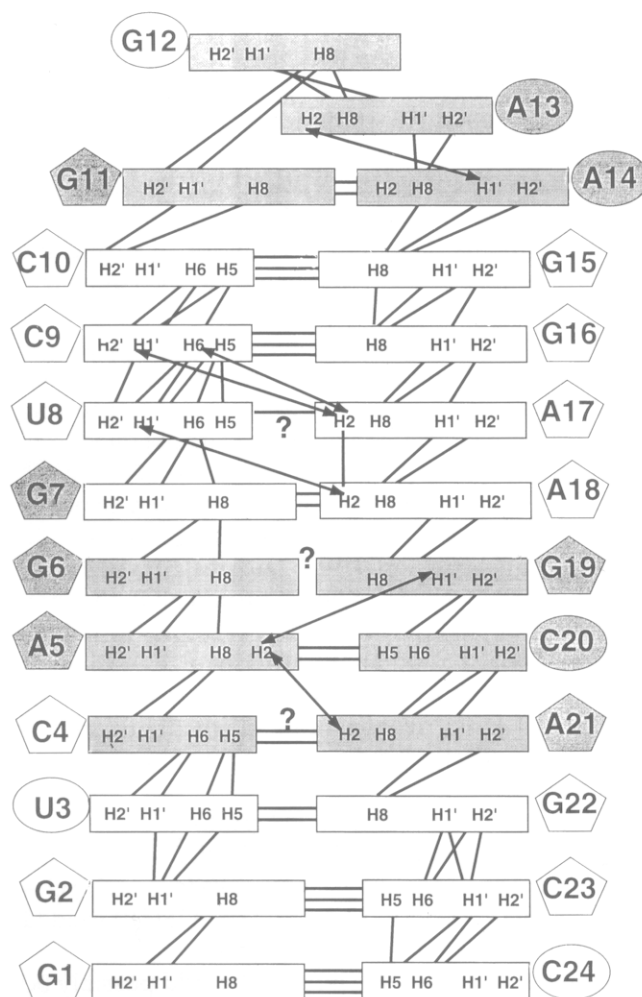 G12 H2' H1' H8
H2 H8 H1' H2' A13
G11 H2' H1' H8 H2 H8 H1' H2' A14
C10 H2' H1' H6 H5 H8 H1' H2' G15
C9 H2' H1' H6 H5 H8 H1' H2' G16
U8 H2' H1' H6 H5 ? H2 H8 H1' H2' A17
G7 H2' H1' H8 H2 H8 H1' H2' A18
G6 H2' H1' H8 ? H8 H1' H2' G19
A5 H2' H1' H8 H2 H5 H6 H1' H2' C20
C4 H2' H1' H6 H5 ? H2 H8 H1' H2' A21
U3 H2' H1' H6 H5 H8 H1' H2' G22
G2 H2' H1' H8 H5 H6 H1' H2' C23
G1 H2' H1' H8 H5 H6 H1' H2' C24